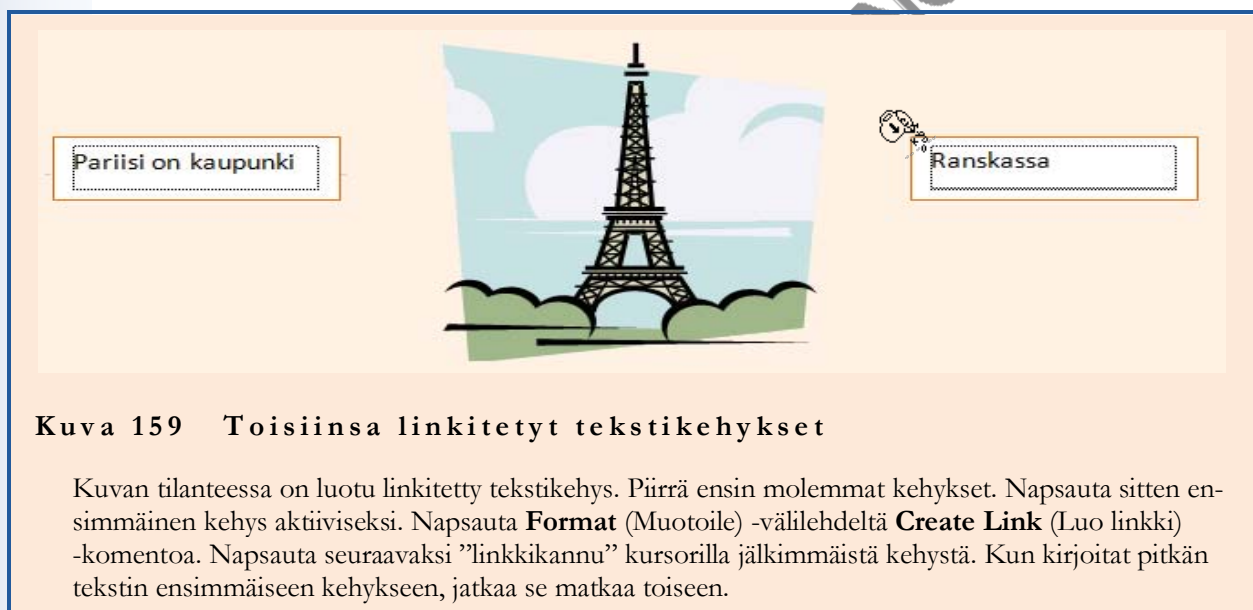 Pariisi on kaupunki
Ranskassa
Kuva 159 Toisiinsa linkitetyt tekstikehykset
Kuvan tilanteessa on luotu linkitetty tekstikehys. Piirrä ensin molemmat kehykset. Napsauta sitten en-
simmäinen kehys aktiiviseksi. Napsauta Format (Muotoile) -välilehdeltä Create Link (Luo linkki)
-komentoa. Napsauta seuraavaksi ”linkkikannu” kursorilla jälkimmäistä kehystä. Kun kirjoitat pitkän
tekstin ensimmäiseen kehykseen, jatkaa se matkaa toiseen.